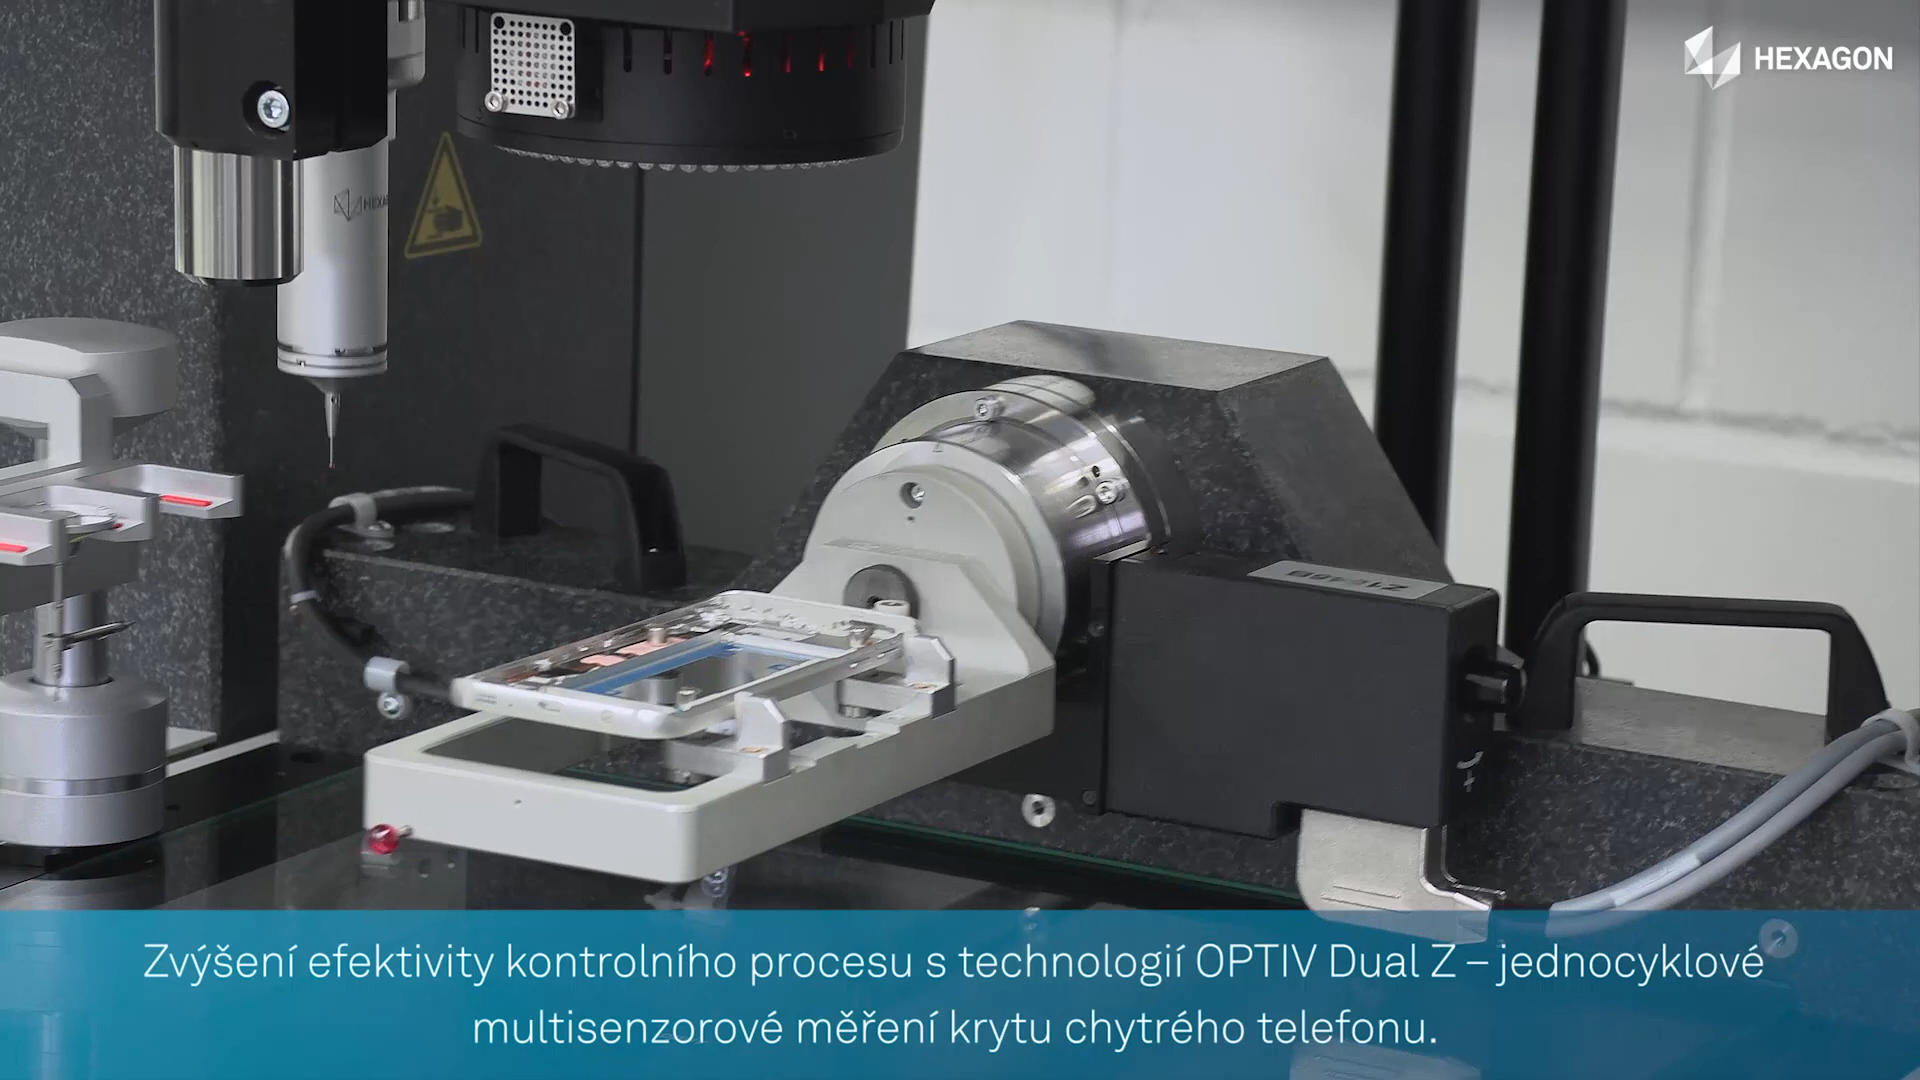 HEXAGON
Zvýšení efektivity kontrolního procesu s technologií OPTIV Dual Z – jednocyklové
multisenzorové měření krytu chytrého telefonu.